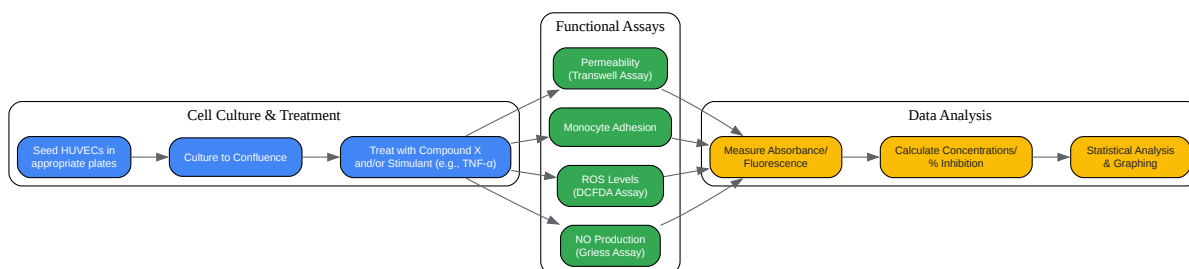 Cell Culture & Treatment
Seed HUVECs in
appropriate plates
Culture to Confluence
Treat with Compound X
and/or Stimulant (e.g., TNF-α)
Functional Assays
Permeability
(Transwell Assay)
Monocyte Adhesion
ROS Levels
(DCFDA Assay)
NO Production
(Griess Assay)
Data Analysis
Measure Absorbance/
Fluorescence
Calculate Concentrations/
% Inhibition
Statistical Analysis
& Graphing